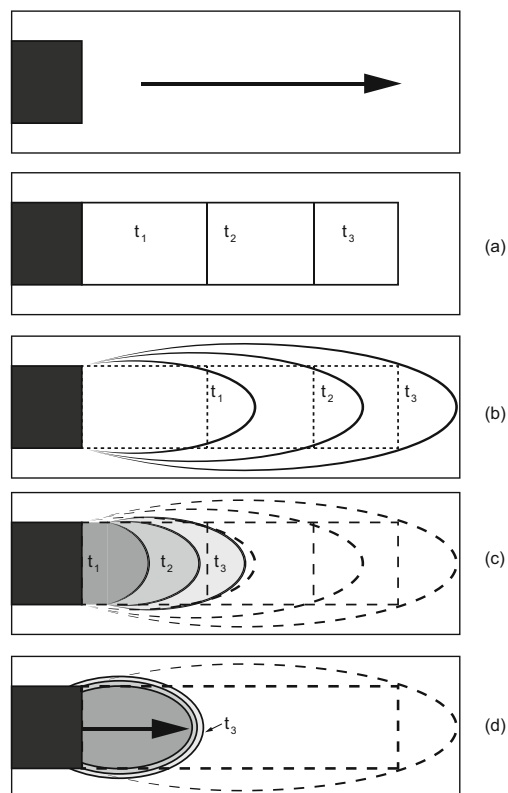 t₁ t₂ t₃
(a)
t₁ t₂ t₃
(b)
t₁ t₂ t₃
(c)
t₃
(d)